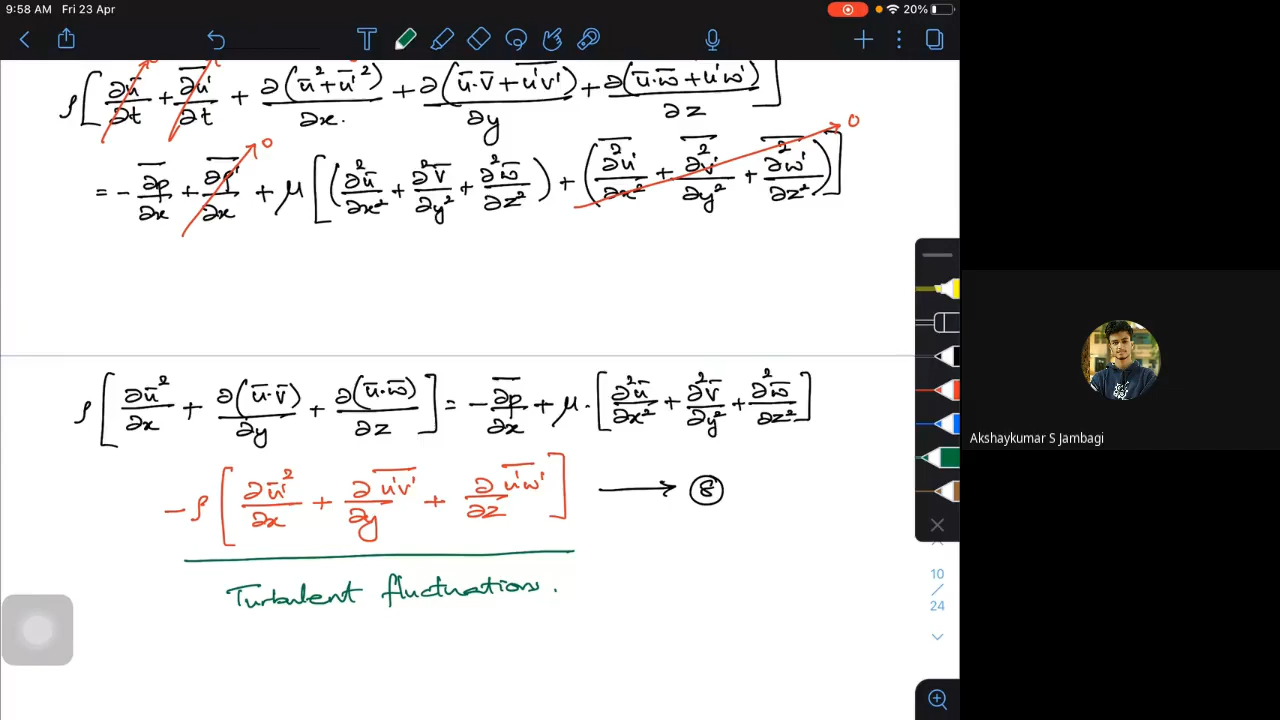 9:58 AM Fri 23 Apr 20%
ρ[∂ū/∂t + ∂ū'/∂t + ∂(ū² + ū'²)/∂x + ∂(ū·v̄ + u'v')/∂y + ∂(ū·w̄ + u'w')/∂z]
= -∂p/∂x + ∂p'/∂x → 0 + μ[(∂²ū/∂x² + ∂²v̄/∂y² + ∂²w̄/∂z²) + (∂²u'/∂x² + ∂²v'/∂y² + ∂²w'/∂z²)] → 0
ρ[∂ū²/∂x + ∂(ū·v̄)/∂y + ∂(ū·w̄)/∂z] = -∂p/∂x + μ·[∂²ū/∂x² + ∂²v̄/∂y² + ∂²w̄/∂z²]
-ρ[∂ū'²/∂x + ∂u'v'/∂y + ∂u'w'/∂z] → ⑧
Turbulent fluctuations.
10
/
24
Akshaykumar S Jambagi